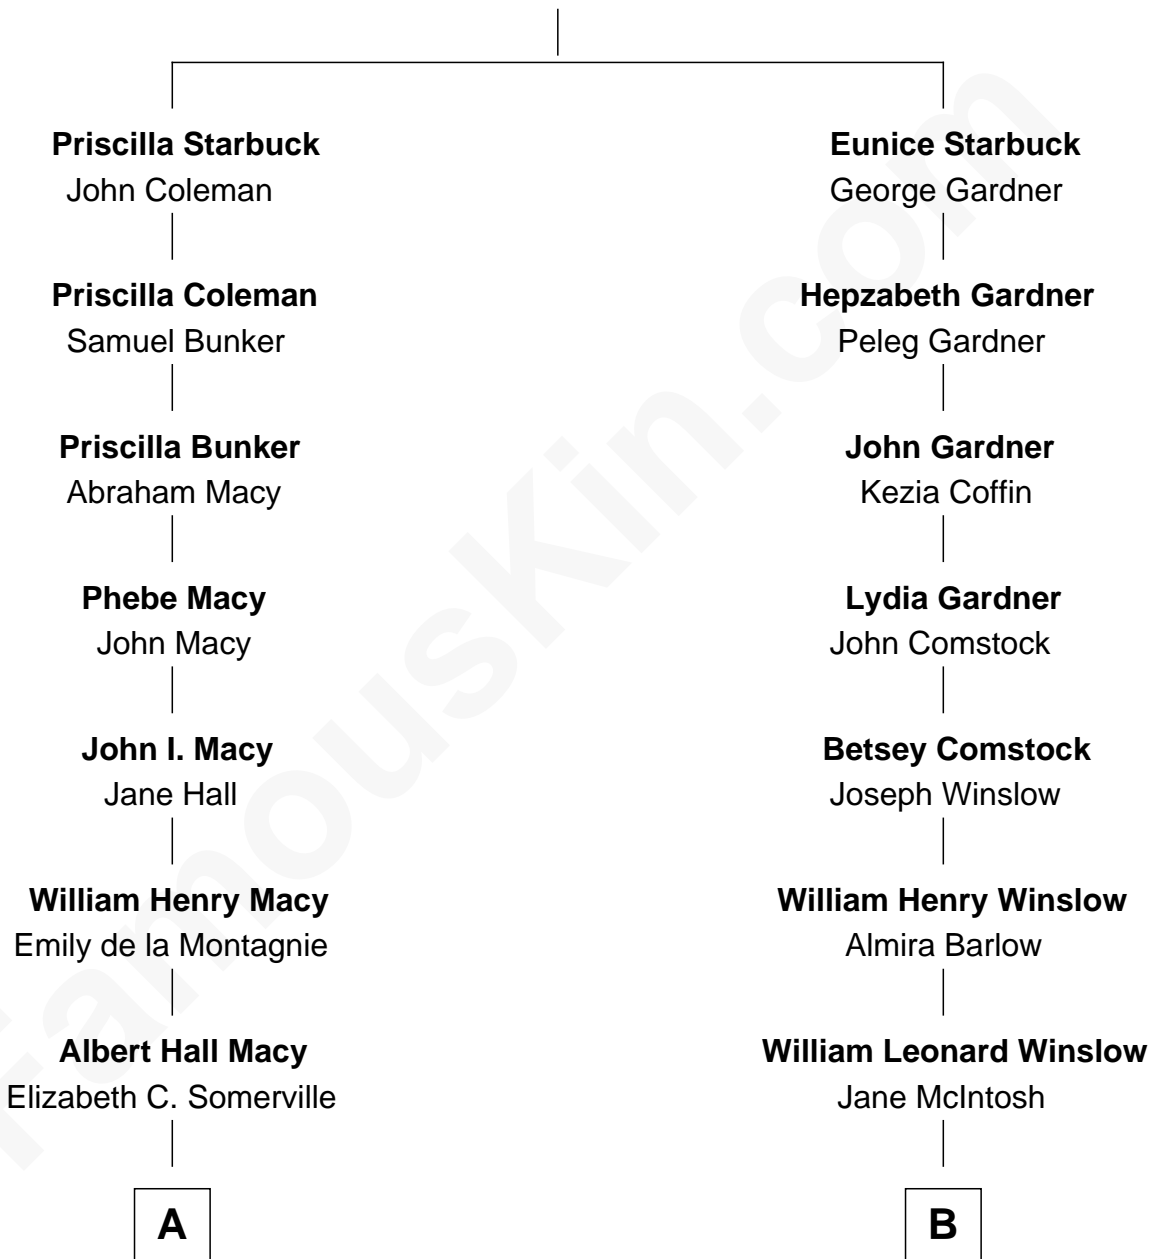 Priscilla Starbuck
John Coleman
Priscilla Coleman
Samuel Bunker
Priscilla Bunker
Abraham Macy
Phebe Macy
John Macy
John I. Macy
Jane Hall
William Henry Macy
Emily de la Montagnie
Albert Hall Macy
Elizabeth C. Somerville
A
Eunice Starbuck
George Gardner
Hepzabeth Gardner
Peleg Gardner
John Gardner
Kezia Coffin
Lydia Gardner
John Comstock
Betsey Comstock
Joseph Winslow
William Henry Winslow
Almira Barlow
William Leonard Winslow
Jane McIntosh
B
FamousKin.com